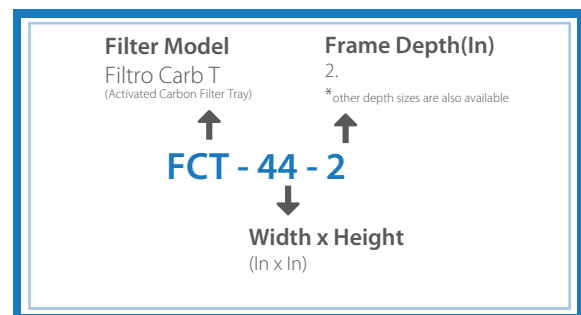 Filter Model
Filtro Carb T
(Activated Carbon Filter Tray)
Frame Depth(In)
2.
*other depth sizes are also available
FCT - 44 - 2
Width x Height
(In x In)